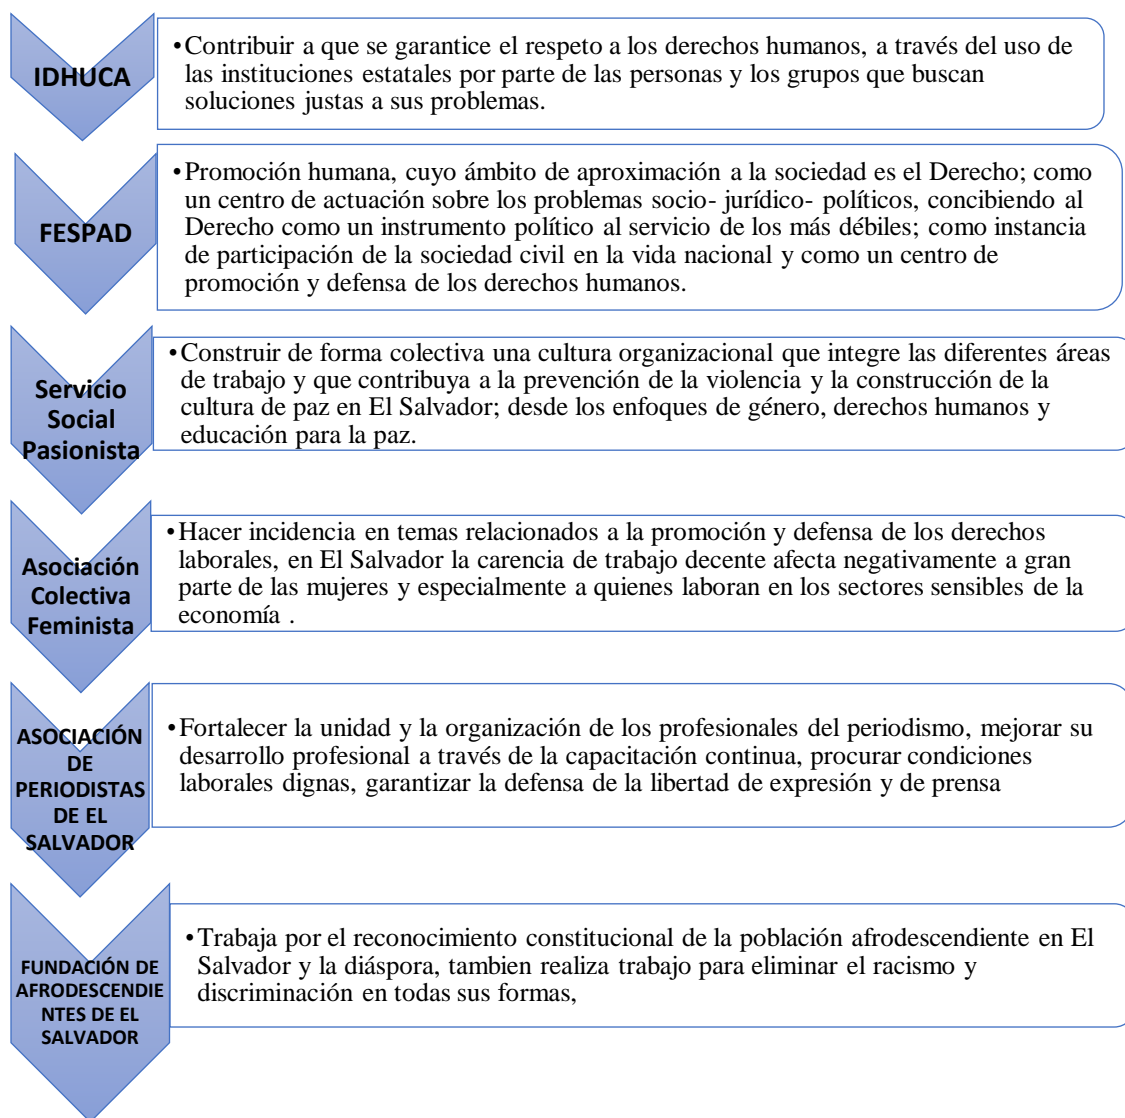 IDHUCA
•Contribuir a que se garantice el respeto a los derechos humanos, a través del uso de
las instituciones estatales por parte de las personas y los grupos que buscan
soluciones justas a sus problemas.
FESPAD
•Promoción humana, cuyo ámbito de aproximación a la sociedad es el Derecho; como
un centro de actuación sobre los problemas socio- jurídico- políticos, concibiendo al
Derecho como un instrumento político al servicio de los más débiles; como instancia
de participación de la sociedad civil en la vida nacional y como un centro de
promoción y defensa de los derechos humanos.
Servicio
Social
Pasionista
•Construir de forma colectiva una cultura organizacional que integre las diferentes áreas
de trabajo y que contribuya a la prevención de la violencia y la construcción de la
cultura de paz en El Salvador; desde los enfoques de género, derechos humanos y
educación para la paz.
Asociación
Colectiva
Feminista
•Hacer incidencia en temas relacionados a la promoción y defensa de los derechos
laborales, en El Salvador la carencia de trabajo decente afecta negativamente a gran
parte de las mujeres y especialmente a quienes laboran en los sectores sensibles de la
economía .
ASOCIACIÓN
DE
PERIODISTAS
DE EL
SALVADOR
•Fortalecer la unidad y la organización de los profesionales del periodismo, mejorar su
desarrollo profesional a través de la capacitación continua, procurar condiciones
laborales dignas, garantizar la defensa de la libertad de expresión y de prensa
FUNDACIÓN DE
AFRODESCENDIE
NTES DE EL
SALVADOR
•Trabaja por el reconocimiento constitucional de la población afrodescendiente en El
Salvador y la diáspora, tambien realiza trabajo para eliminar el racismo y
discriminación en todas sus formas,